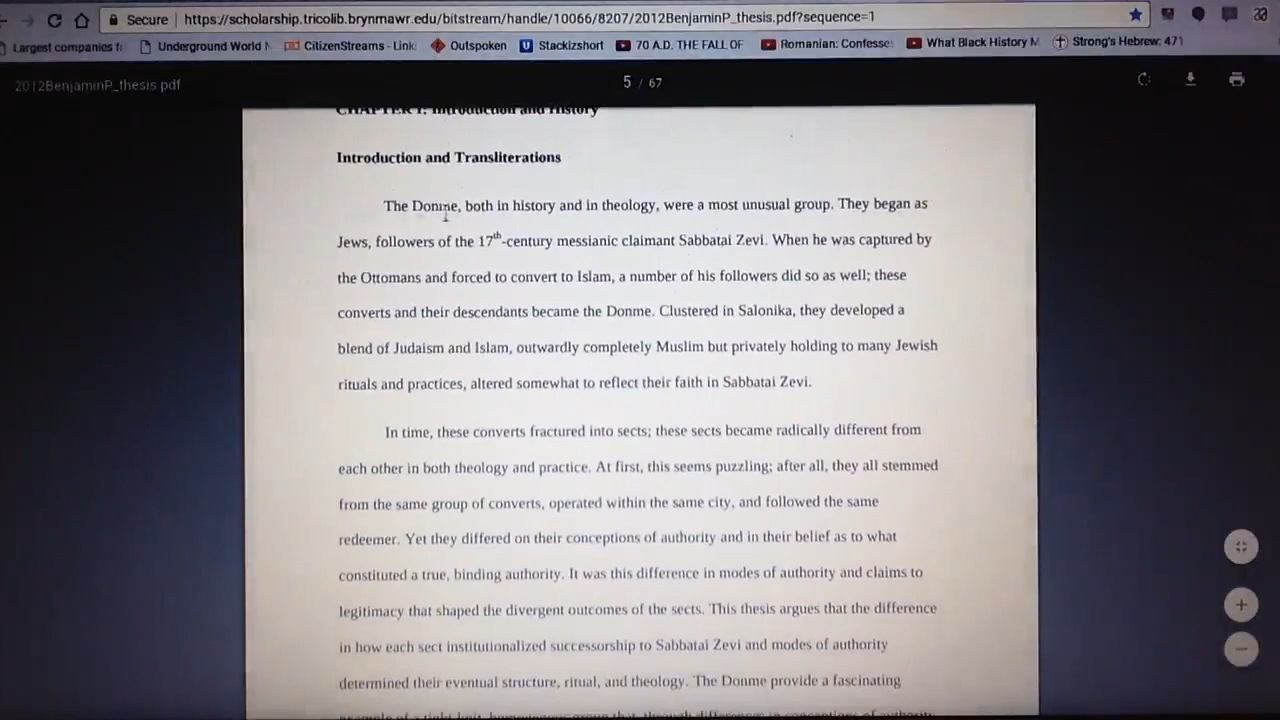 Secure https://scholarship.tricolib.brynmawr.edu/bitstream/handle/10066/8207/2012BenjaminP_thesis.pdf?sequence=1
Largest companies Underground World CitizenStreams - Link Outspoken Stackizshort 70 A.D. THE FALL OF Romanian: Confesse What Black History M Strong's Hebrew: 471
2012BenjaminP_thesis.pdf 5 / 67
CHAPTER I: Introduction and History
Introduction and Transliterations
The Donme, both in history and in theology, were a most unusual group. They began as
Jews, followers of the 17th-century messianic claimant Sabbatai Zevi. When he was captured by
the Ottomans and forced to convert to Islam, a number of his followers did so as well; these
converts and their descendants became the Donme. Clustered in Salonika, they developed a
blend of Judaism and Islam, outwardly completely Muslim but privately holding to many Jewish
rituals and practices, altered somewhat to reflect their faith in Sabbatai Zevi.
In time, these converts fractured into sects; these sects became radically different from
each other in both theology and practice. At first, this seems puzzling; after all, they all stemmed
from the same group of converts, operated within the same city, and followed the same
redeemer. Yet they differed on their conceptions of authority and in their belief as to what
constituted a true, binding authority. It was this difference in modes of authority and claims to
legitimacy that shaped the divergent outcomes of the sects. This thesis argues that the difference
in how each sect institutionalized successorship to Sabbatai Zevi and modes of authority
determined their eventual structure, ritual, and theology. The Donme provide a fascinating